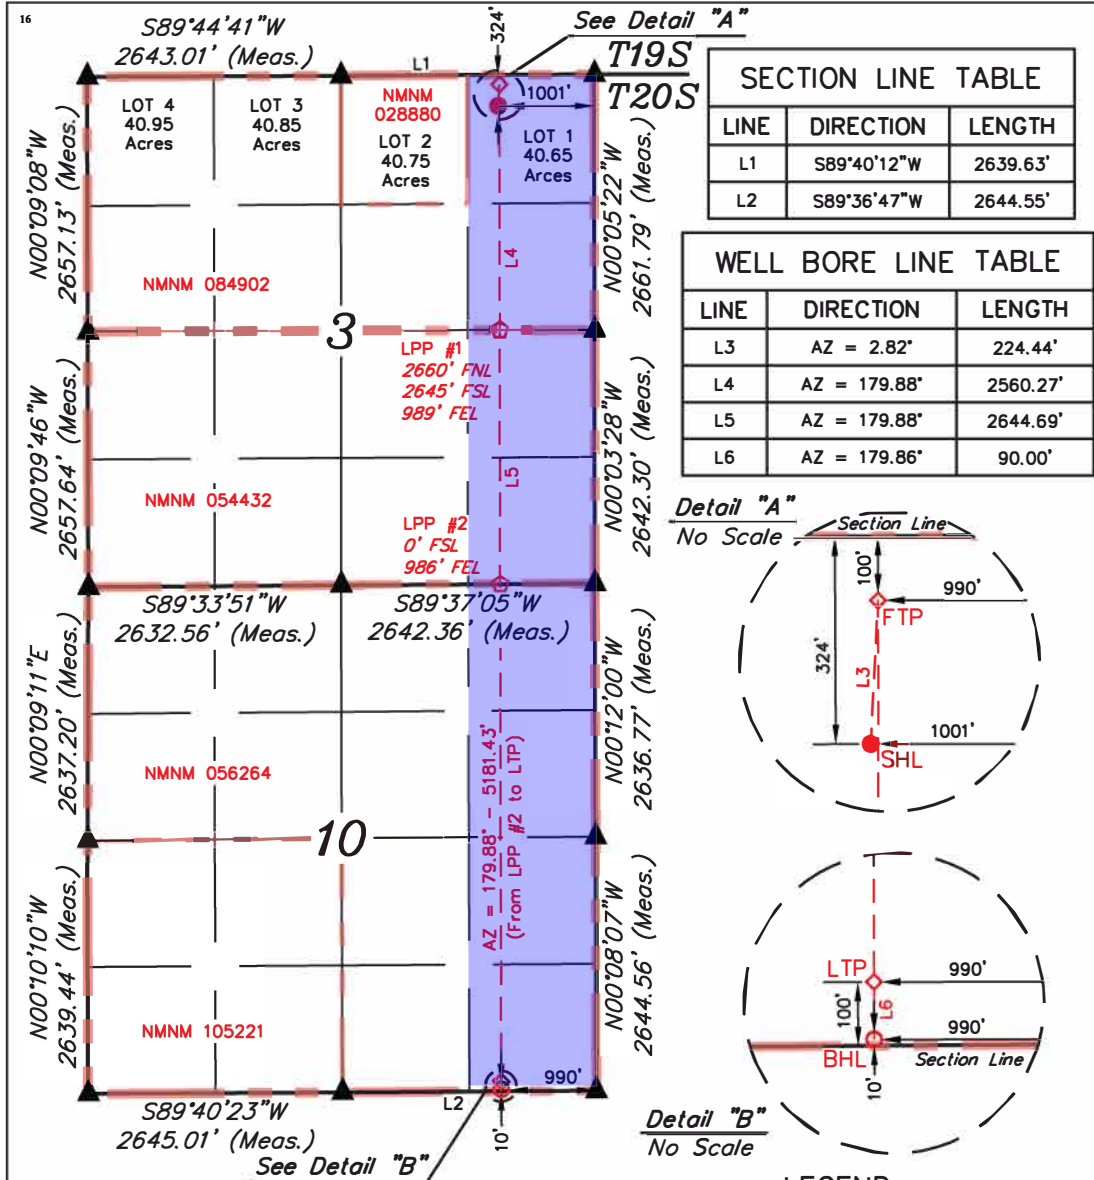 16
S89°44'41"W
2643.01' (Meas.)
L1
324'
See Detail "A"
T19S
T20S
1001'
LOT 4
40.95
Acres
LOT 3
40.85
Acres
NMNM
028880
LOT 2
40.75
Acres
LOT 1
40.65
Arces
N00°09'08"W
2657.13' (Meas.)
N00°05'22"W
2661.79' (Meas.)
L4
NMNM 084902
3
LPP #1
2660' FNL
2645' FSL
989' FEL
N00°09'46"W
2657.64' (Meas.)
N00°03'28"W
2642.30' (Meas.)
L5
NMNM 054432
LPP #2
0' FSL
986' FEL
S89°33'51"W
2632.56' (Meas.)
S89°37'05"W
2642.36' (Meas.)
N00°09'11"E
2637.20' (Meas.)
N00°12'00"W
2636.77' (Meas.)
NMNM 056264
AZ = 179.88° - 5181.43'
(From LPP #2 to LTP)
10
N00°10'10"W
2639.44' (Meas.)
N00°08'07"W
2644.56' (Meas.)
NMNM 105221
990'
L2
10'
S89°40'23"W
2645.01' (Meas.)
See Detail "B"
SECTION LINE TABLE
LINE DIRECTION LENGTH
L1 S89°40'12"W 2639.63'
L2 S89°36'47"W 2644.55'
WELL BORE LINE TABLE
LINE DIRECTION LENGTH
L3 AZ = 2.82° 224.44'
L4 AZ = 179.88° 2560.27'
L5 AZ = 179.88° 2644.69'
L6 AZ = 179.86° 90.00'
Detail "A"
No Scale
Section Line
100'
990'
FTP
324'
L3
1001'
SHL
LTP
990'
100'
L6
990'
BHL
Section Line
10'
Detail "B"
No Scale
LEGEND